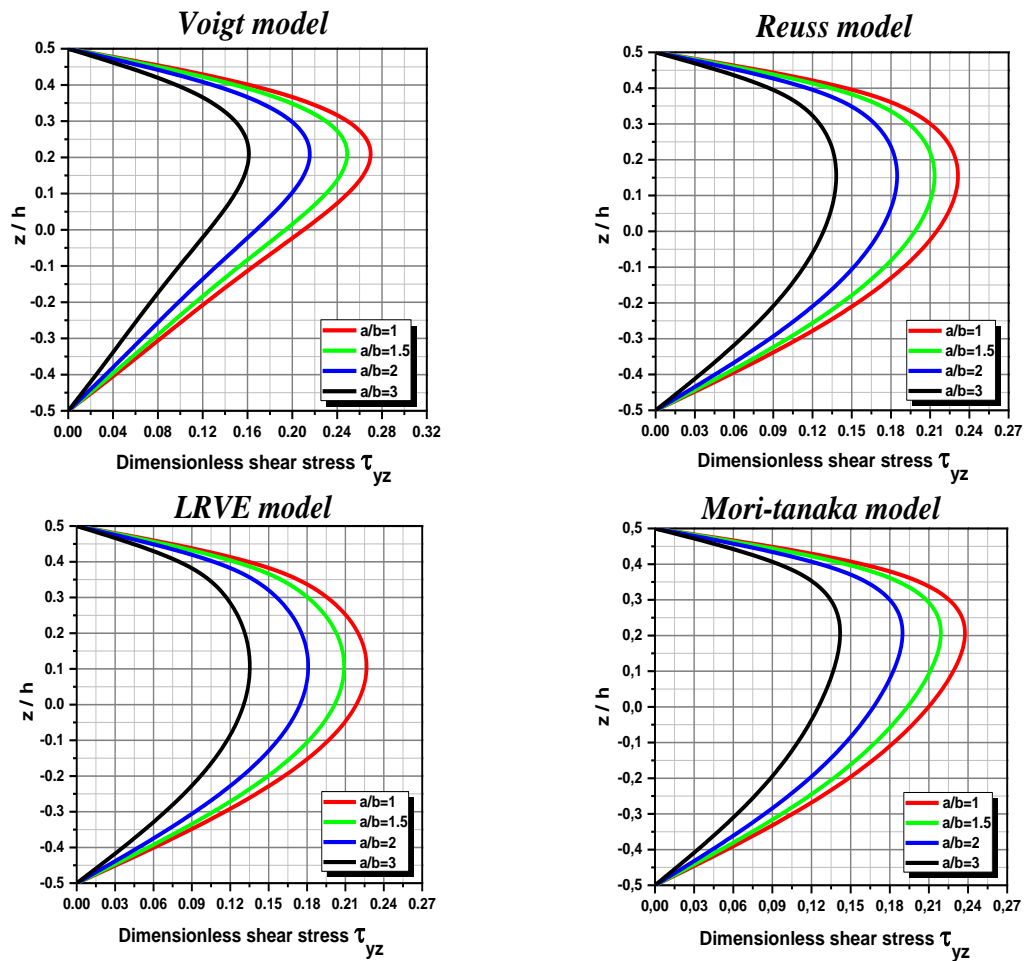 Voigt model
0.5
0.4
0.3
0.2
0.1
0.0
-0.1
-0.2
-0.3
-0.4
-0.5
z / h
a/b=1
a/b=1.5
a/b=2
a/b=3
0.00 0.04 0.08 0.12 0.16 0.20 0.24 0.28 0.32
Dimensionless shear stress τyz
Reuss model
0.5
0.4
0.3
0.2
0.1
0.0
-0.1
-0.2
-0.3
-0.4
-0.5
z / h
a/b=1
a/b=1.5
a/b=2
a/b=3
0.00 0,03 0,06 0.09 0.12 0.15 0.18 0.21 0.24 0.27
Dimensionless shear stress τyz
LRVE model
0.5
0.4
0.3
0.2
0.1
0.0
-0.1
-0.2
-0.3
-0.4
-0.5
z / h
a/b=1
a/b=1.5
a/b=2
a/b=3
0.00 0.03 0.06 0.09 0.12 0.15 0.18 0.21 0.24 0.27
Dimensionless shear stress τyz
Mori-tanaka model
0,5
0,4
0,3
0,2
0,1
0,0
-0,1
-0,2
-0,3
-0,4
-0,5
z / h
a/b=1
a/b=1.5
a/b=2
a/b=3
0,00 0,03 0,06 0,09 0,12 0,15 0,18 0,21 0,24 0,27
Dimensionless shear stress τyz